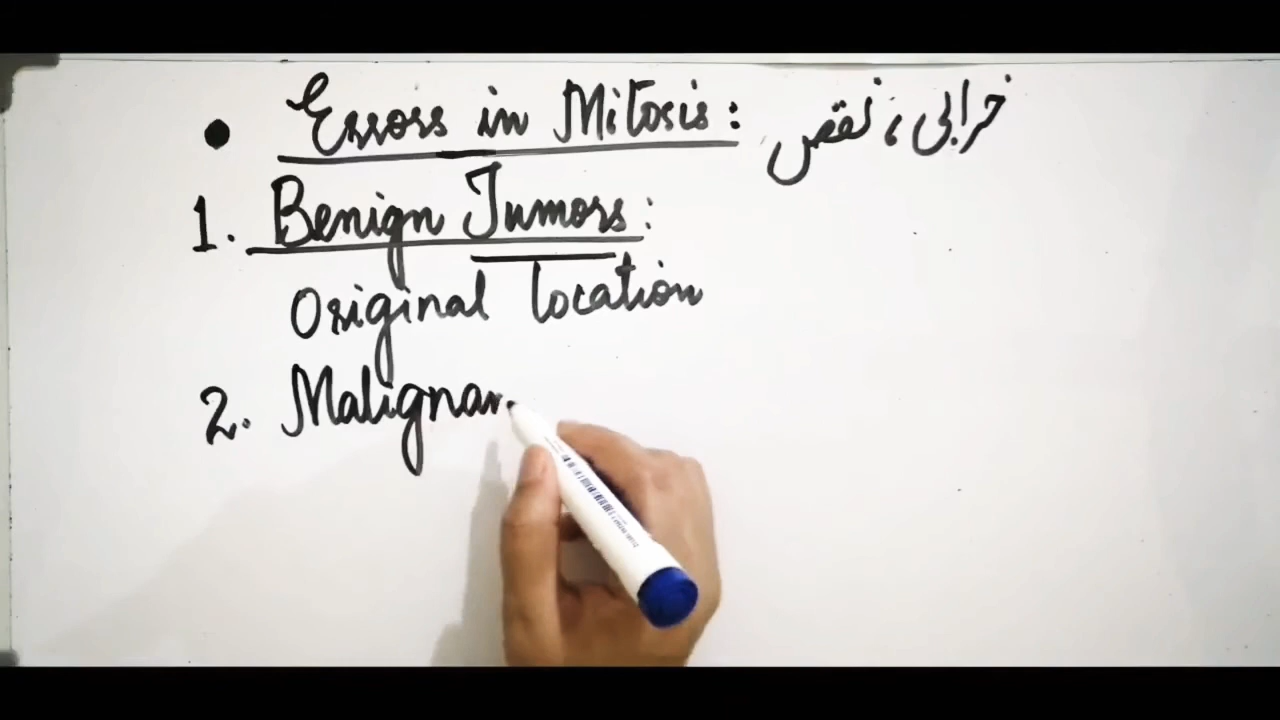 • Errors in Mitosis: خرابی، نقص
1. Benign Tumors:
Original location
2. Malignan